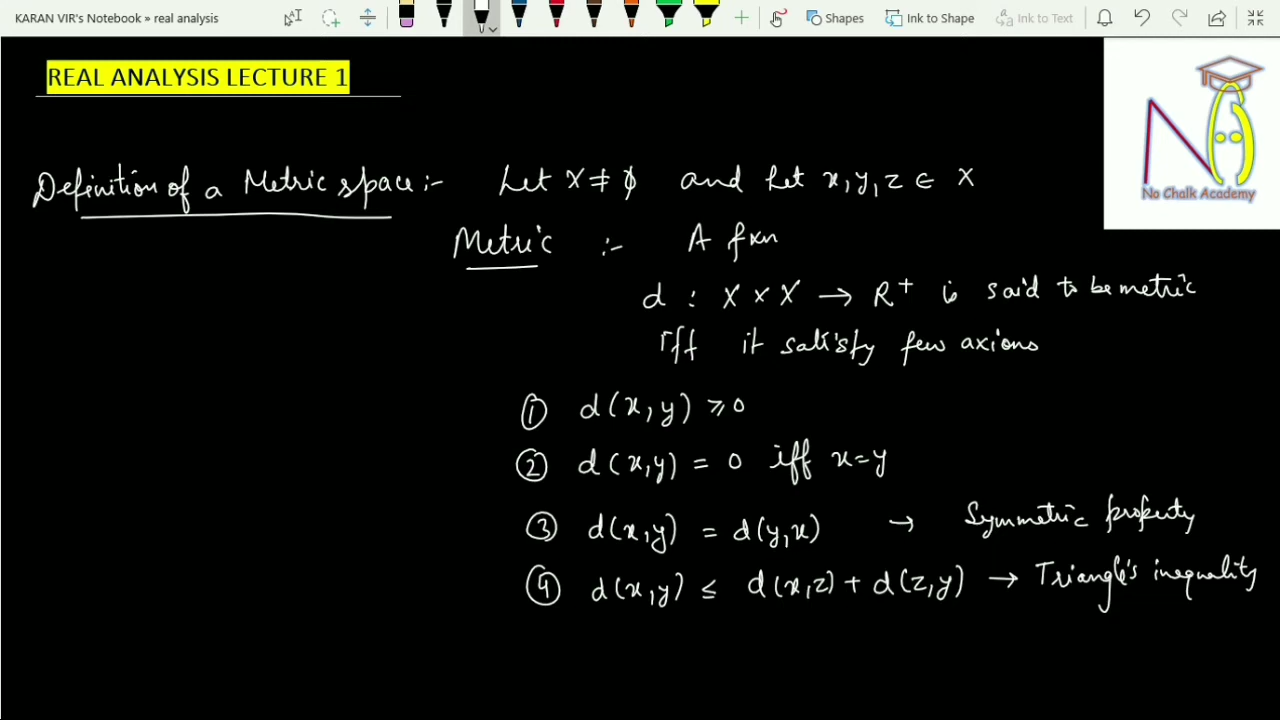 KARAN VIR's Notebook » real analysis
Shapes
Ink to Shape
Ink to Text
REAL ANALYSIS LECTURE 1
No Chalk Academy
Definition of a Metric space :- Let X ≠ ϕ and let x, y, z ∈ X
Metric :- A fxn
d : X × X → R⁺ is said to be metric
iff it satisfy few axions
① d(x,y) ≥ 0
② d(x,y) = 0 iff x=y
③ d(x,y) = d(y,x) → Symmetric property
④ d(x,y) ≤ d(x,z) + d(z,y) → Triangle's inequality